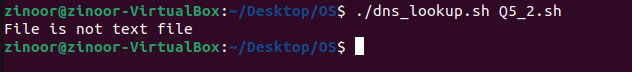 zinoor@zinoor-VirtualBox:~/Desktop/OS$ ./dns_lookup.sh Q5_2.sh
File is not text file
zinoor@zinoor-VirtualBox:~/Desktop/OS$